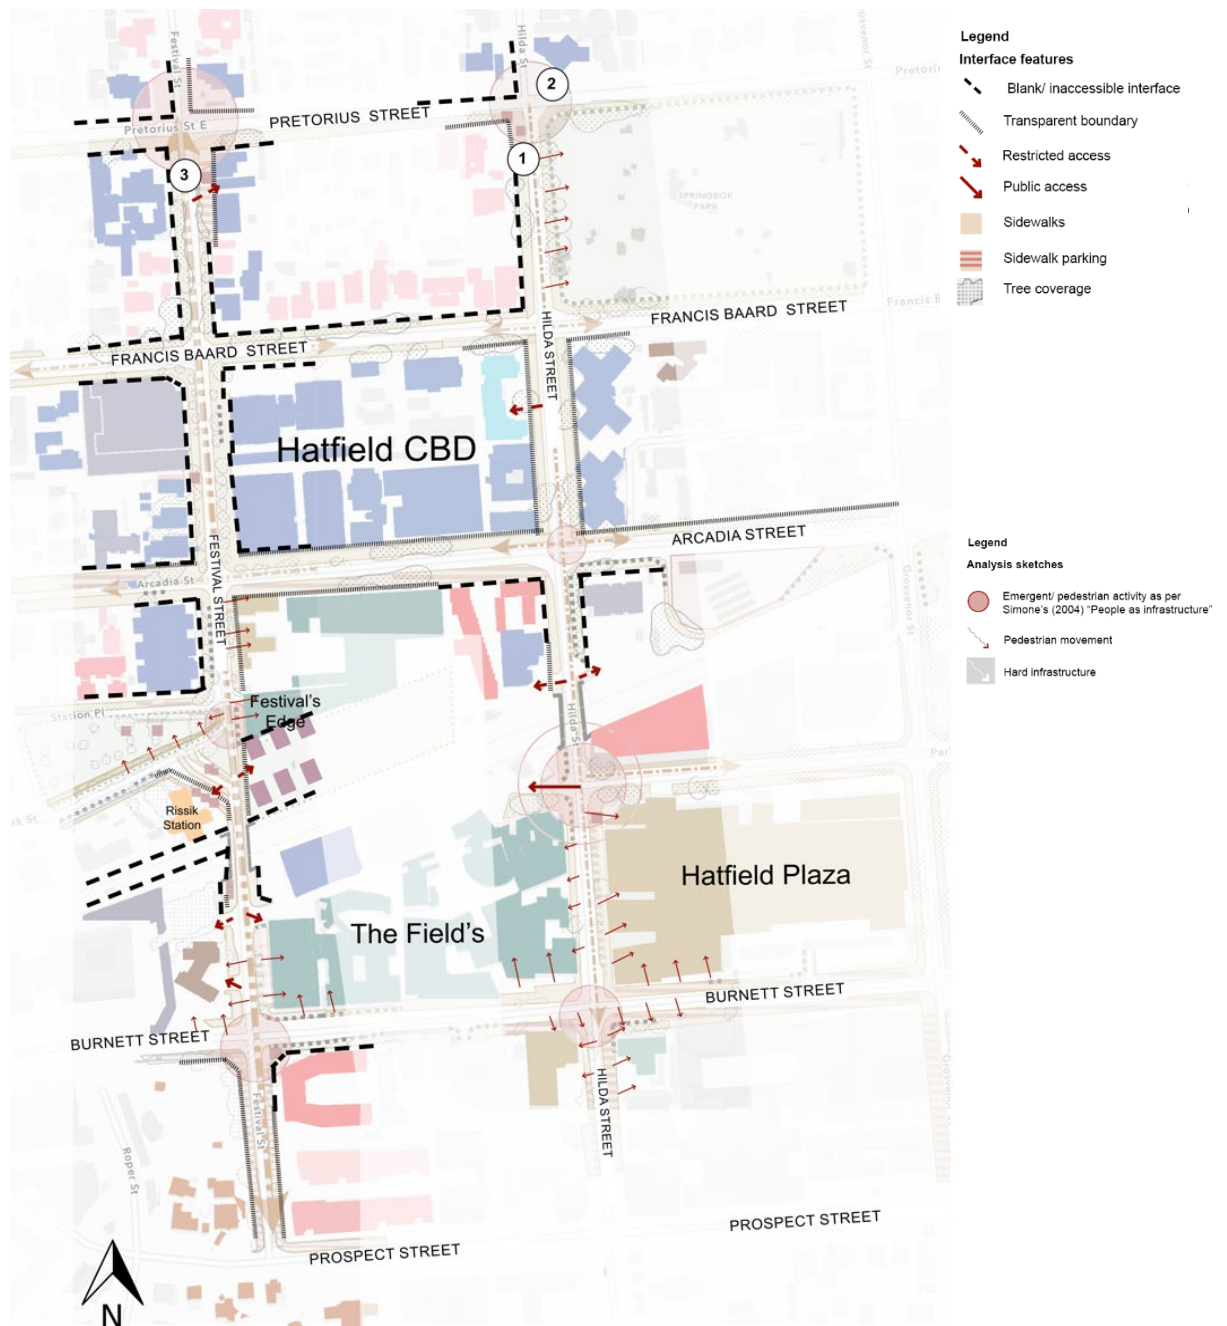 Festival St
Hilda St
Grosvenor St
Legend
Interface features
Blank/ inaccessible interface
Transparent boundary
Restricted access
Public access
Sidewalks
Sidewalk parking
Tree coverage
2
PRETORIUS STREET
Pretorius St E
1
3
SPRINGBOK
PARK
HILDA STREET
FRANCIS BAARD STREET
FRANCIS BAARD STREET
Francis B
Hatfield CBD
ARCADIA STREET
FESTIVAL STREET
Arcadia St
Grosvenor St
Legend
Analysis sketches
Emergent/ pedestrian activity as per
Simone's (2004) “People as infrastructure”
Pedestrian movement
Hard infrastructure
Station Pl
Festival's
Edge
Hilda St
Rissik
Station
Hatfield Plaza
The Field's
BURNETT STREET
BURNETT STREET
HILDA STREET
Festival St
Roper St
PROSPECT STREET
PROSPECT STREET
N